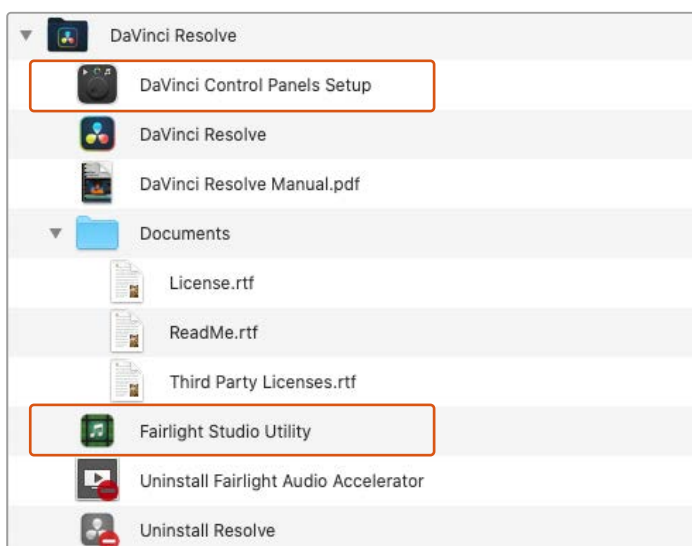 DaVinci Resolve
DaVinci Control Panels Setup
DaVinci Resolve
DaVinci Resolve Manual.pdf
Documents
License.rtf
ReadMe.rtf
Third Party Licenses.rtf
Fairlight Studio Utility
Uninstall Fairlight Audio Accelerator
Uninstall Resolve